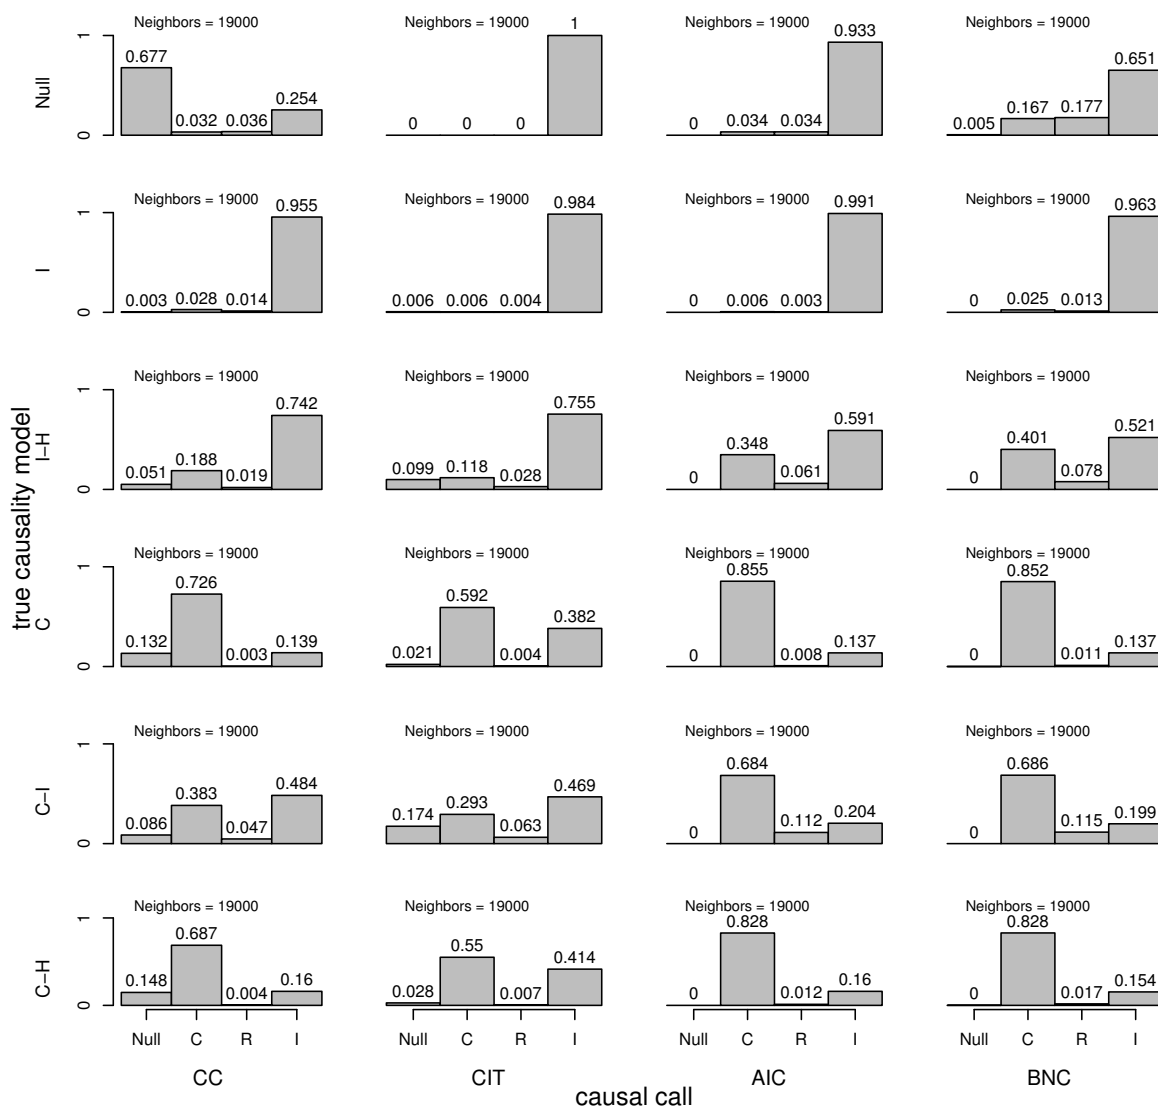 Neighbors = 19000 Neighbors = 19000 Neighbors = 19000 Neighbors = 19000
Null 0 1 0.677 0.032 0.036 0.254 0 0 0 1 0 0.034 0.034 0.933 0.005 0.167 0.177 0.651
Neighbors = 19000 Neighbors = 19000 Neighbors = 19000 Neighbors = 19000
I 0 1 0.003 0.028 0.014 0.955 0.006 0.006 0.004 0.984 0 0.006 0.003 0.991 0 0.025 0.013 0.963
Neighbors = 19000 Neighbors = 19000 Neighbors = 19000 Neighbors = 19000
I−H 0 1 0.051 0.188 0.019 0.742 0.099 0.118 0.028 0.755 0 0.348 0.061 0.591 0 0.401 0.078 0.521
true causality model
Neighbors = 19000 Neighbors = 19000 Neighbors = 19000 Neighbors = 19000
C 0 1 0.132 0.726 0.003 0.139 0.021 0.592 0.004 0.382 0 0.855 0.008 0.137 0 0.852 0.011 0.137
Neighbors = 19000 Neighbors = 19000 Neighbors = 19000 Neighbors = 19000
C−I 0 1 0.086 0.383 0.047 0.484 0.174 0.293 0.063 0.469 0 0.684 0.112 0.204 0 0.686 0.115 0.199
Neighbors = 19000 Neighbors = 19000 Neighbors = 19000 Neighbors = 19000
C−H 0 1 0.148 0.687 0.004 0.16 0.028 0.55 0.007 0.414 0 0.828 0.012 0.16 0 0.828 0.017 0.154
Null C R I Null C R I Null C R I Null C R I
CC CIT AIC BNC
causal call